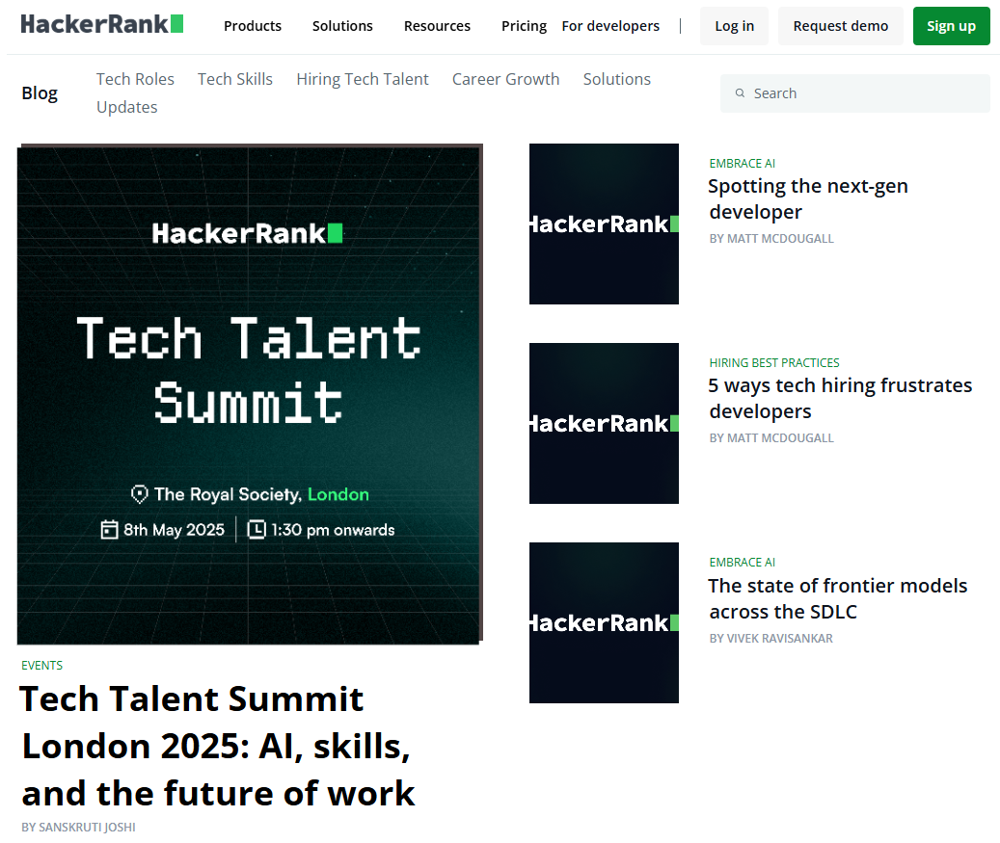 HackerRank
Products Solutions Resources Pricing For developers | Log in Request demo Sign up
Blog
Tech Roles Tech Skills Hiring Tech Talent Career Growth Solutions
Updates
Search
HackerRank
Tech Talent
Summit
The Royal Society, London
8th May 2025 | 1:30 pm onwards
EVENTS
Tech Talent Summit
London 2025: AI, skills,
and the future of work
BY SANSKRUTI JOSHI
HackerRank
EMBRACE AI
Spotting the next-gen
developer
BY MATT MCDOUGALL
HackerRank
HIRING BEST PRACTICES
5 ways tech hiring frustrates
developers
BY MATT MCDOUGALL
HackerRank
EMBRACE AI
The state of frontier models
across the SDLC
BY VIVEK RAVISANKAR